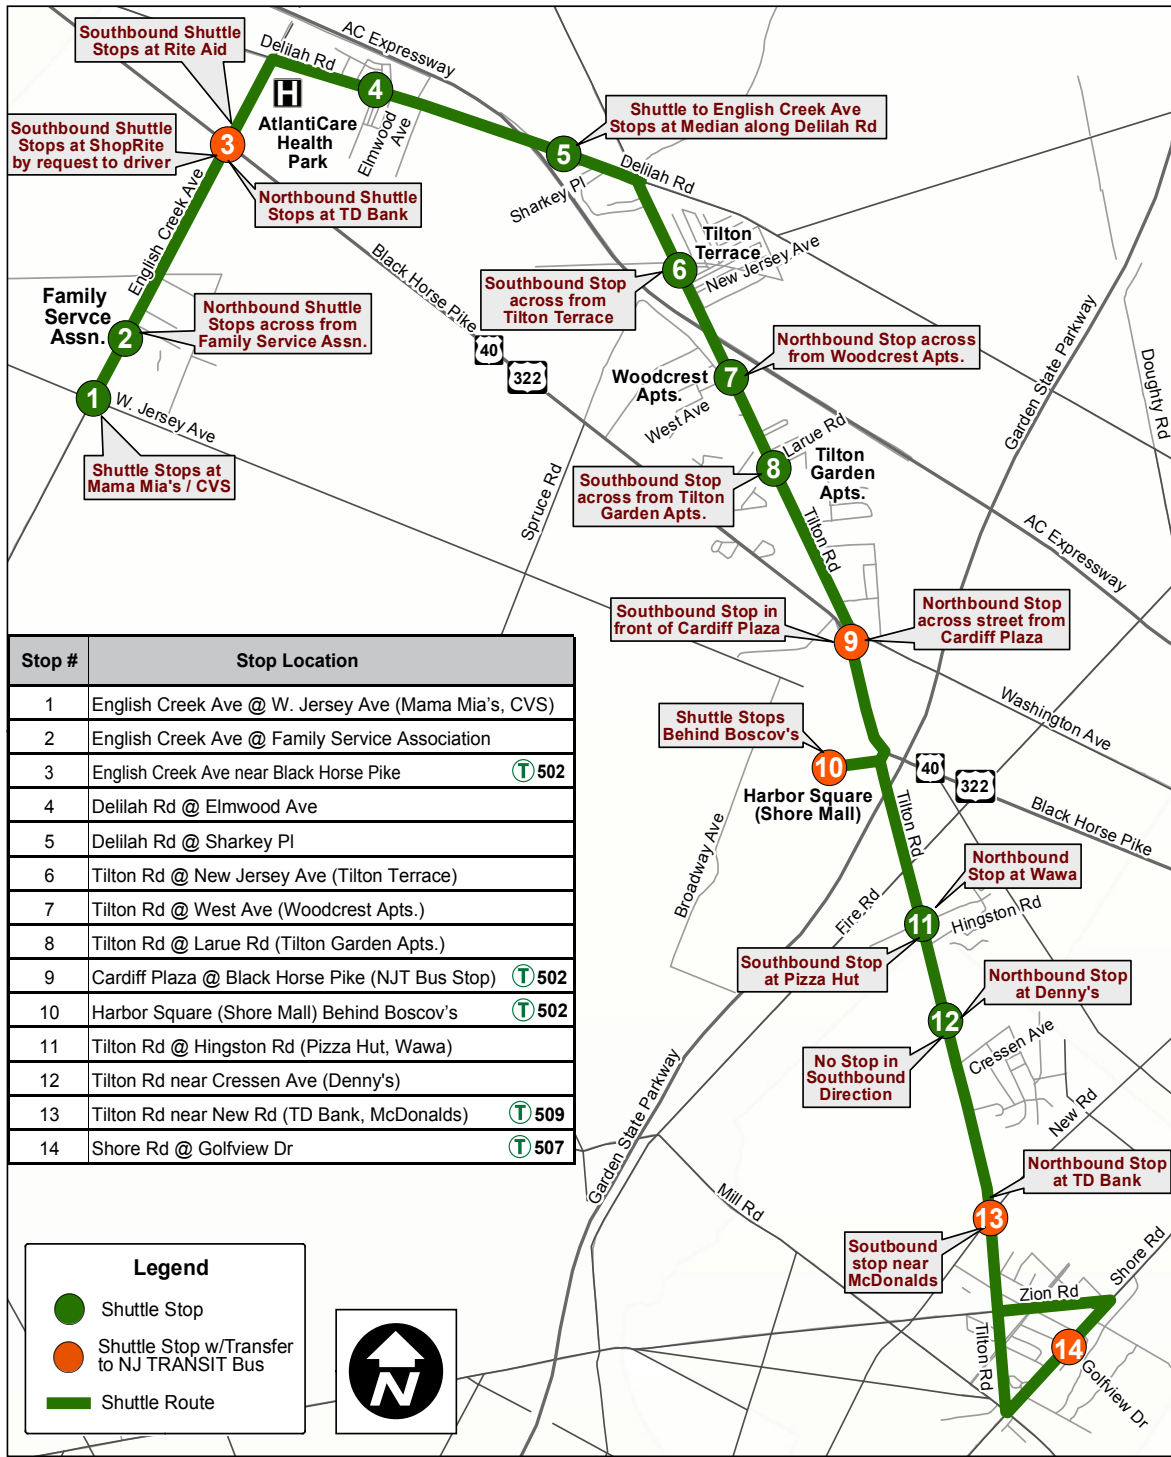 Southbound Shuttle
Stops at Rite Aid
Delilah Rd
AC Expressway
H
AtlantiCare
Health
Park
4
Elmwood
Ave
Southbound Shuttle
Stops at ShopRite
by request to driver
3
Northbound Shuttle
Stops at TD Bank
Shuttle to English Creek Ave
Stops at Median along Delilah Rd
5
Sharkey Pl
Delilah Rd
English Creek Ave
Black Horse Pike
40
322
Tilton
Terrace
New Jersey Ave
6
Southbound Stop
across from
Tilton Terrace
Family
Servce
Assn.
2
Northbound Shuttle
Stops across from
Family Service Assn.
1
W. Jersey Ave
Shuttle Stops at
Mama Mia's / CVS
Northbound Stop across
from Woodcrest Apts.
7
Woodcrest
Apts.
West Ave
Garden State Parkway
Doughty Rd
Larue Rd
8
Tilton
Garden
Apts.
Southbound Stop
across from Tilton
Garden Apts.
Spruce Rd
Tilton Rd
AC Expressway
Southbound Stop in
front of Cardiff Plaza
9
Northbound Stop
across street from
Cardiff Plaza
Washington Ave
Shuttle Stops
Behind Boscov's
10
Harbor Square
(Shore Mall)
40
322
Black Horse Pike
Tilton Rd
Broadway Ave
Fire Rd
Northbound
Stop at Wawa
11
Hingston Rd
Southbound Stop
at Pizza Hut
Northbound Stop
at Denny's
12
Cressen Ave
No Stop in
Southbound
Direction
New Rd
Garden State Parkway
Mill Rd
Northbound Stop
at TD Bank
13
Soutbound
stop near
McDonalds
Shore Rd
Zion Rd
Tilton Rd
14
Golfview Dr
Stop # Stop Location
1 English Creek Ave @ W. Jersey Ave (Mama Mia's, CVS)
2 English Creek Ave @ Family Service Association
3 English Creek Ave near Black Horse Pike T 502
4 Delilah Rd @ Elmwood Ave
5 Delilah Rd @ Sharkey Pl
6 Tilton Rd @ New Jersey Ave (Tilton Terrace)
7 Tilton Rd @ West Ave (Woodcrest Apts.)
8 Tilton Rd @ Larue Rd (Tilton Garden Apts.)
9 Cardiff Plaza @ Black Horse Pike (NJT Bus Stop) T 502
10 Harbor Square (Shore Mall) Behind Boscov's T 502
11 Tilton Rd @ Hingston Rd (Pizza Hut, Wawa)
12 Tilton Rd near Cressen Ave (Denny's)
13 Tilton Rd near New Rd (TD Bank, McDonalds) T 509
14 Shore Rd @ Golfview Dr T 507
Legend
Shuttle Stop
Shuttle Stop w/Transfer
to NJ TRANSIT Bus
Shuttle Route
N